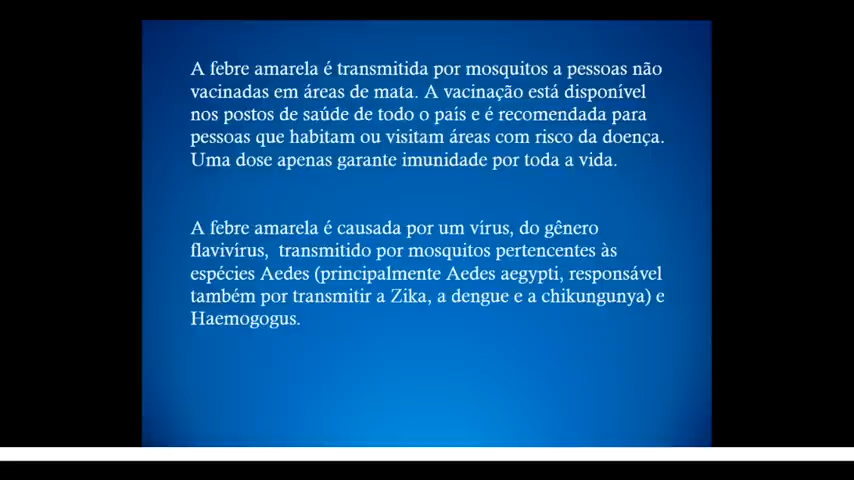 A febre amarela é transmitida por mosquitos a pessoas não
vacinadas em áreas de mata. A vacinação está disponível
nos postos de saúde de todo o país e é recomendada para
pessoas que habitam ou visitam áreas com risco da doença.
Uma dose apenas garante imunidade por toda a vida.
A febre amarela é causada por um vírus, do gênero
flavivírus, transmitido por mosquitos pertencentes às
espécies Aedes (principalmente Aedes aegypti, responsável
também por transmitir a Zika, a dengue e a chikungunya) e
Haemogogus.